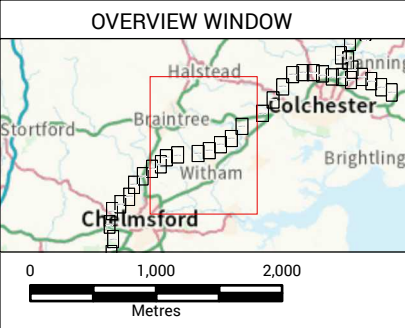 OVERVIEW WINDOW
Halstead
Colchester
Stortford
Braintree
Brightling
Witham
Chelmsford
0 1,000 2,000
Metres